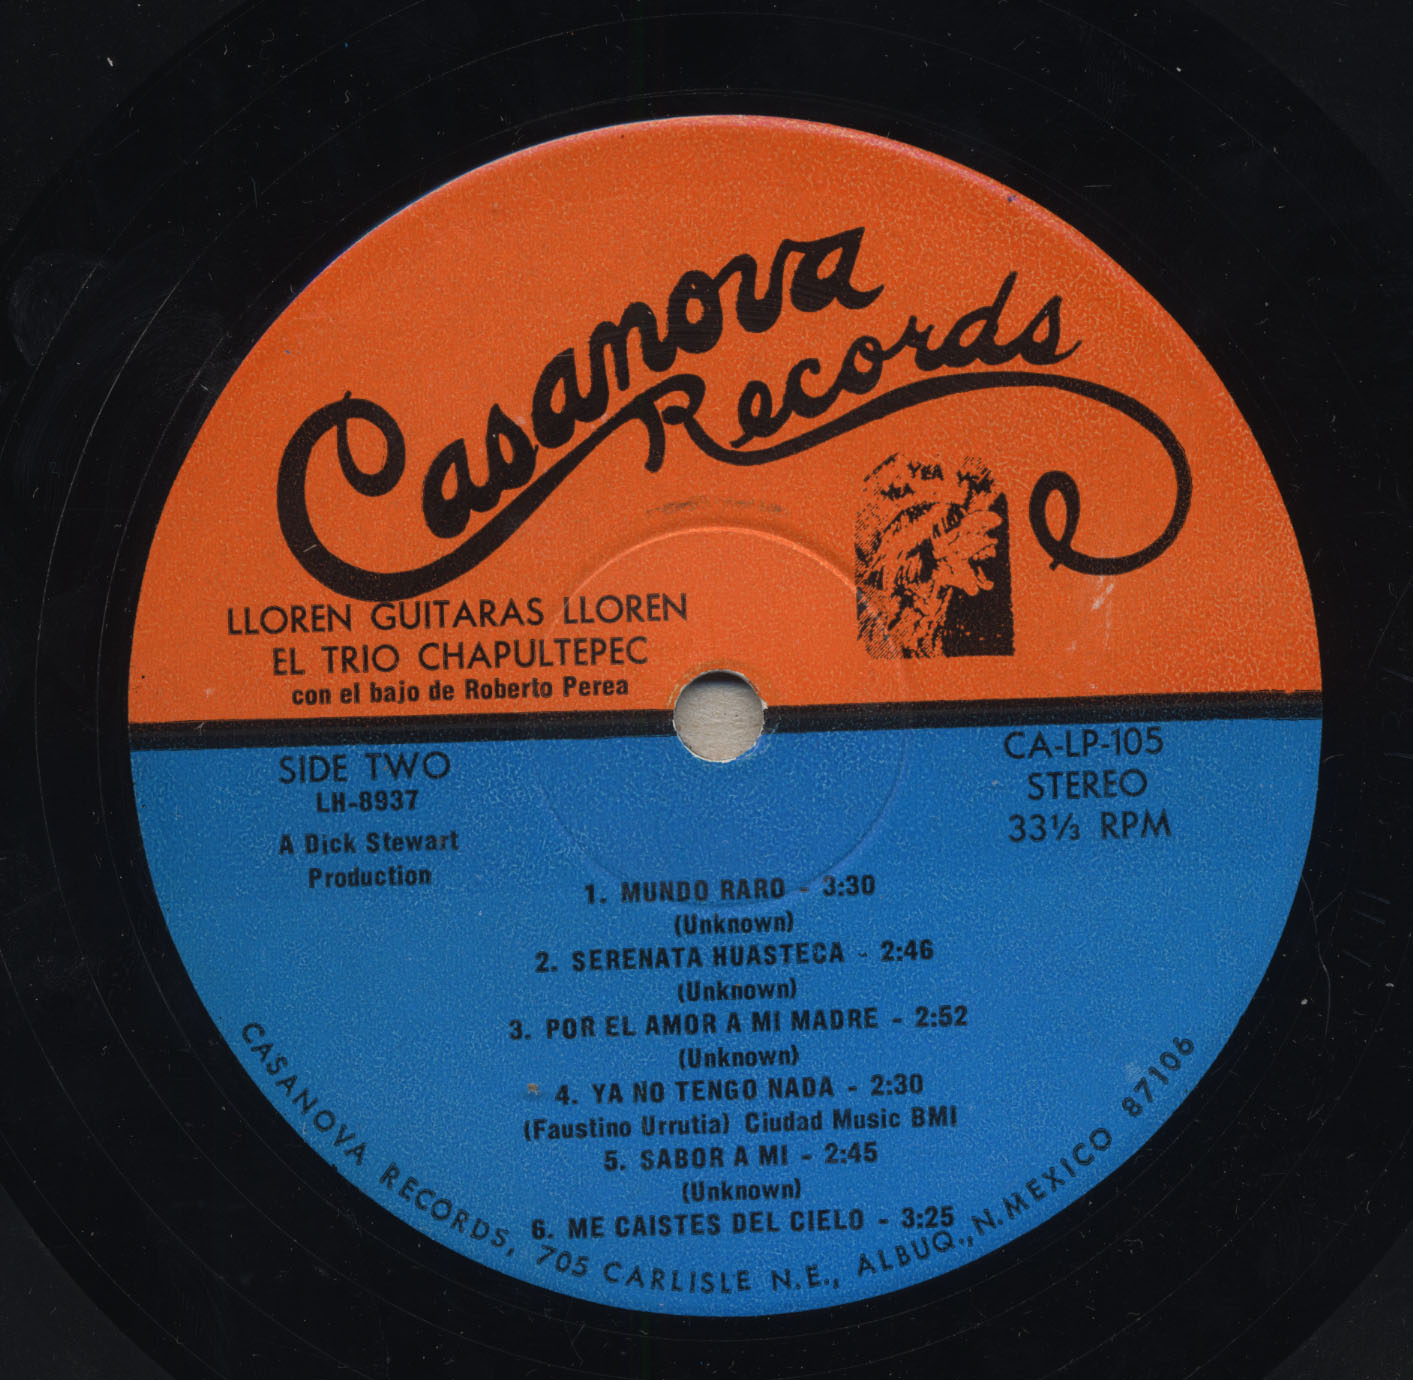 Casanova
Records
YEA YEA YEA
LLOREN GUITARAS LLOREN
EL TRIO CHAPULTEPEC
con el bajo de Roberto Perea
SIDE TWO
LH-8937
A Dick Stewart
Production
CA-LP-105
STEREO
33⅓ RPM
1. MUNDO RARO - 3:30
(Unknown)
2. SERENATA HUASTECA - 2:46
(Unknown)
3. POR EL AMOR A MI MADRE - 2:52
(Unknown)
4. YA NO TENGO NADA - 2:30
(Faustino Urrutia) Ciudad Music BMI
5. SABOR A MI - 2:45
(Unknown)
6. ME CAISTES DEL CIELO - 3:25
CASANOVA RECORDS, 705 CARLISLE N.E., ALBUQ., N. MEXICO 87106